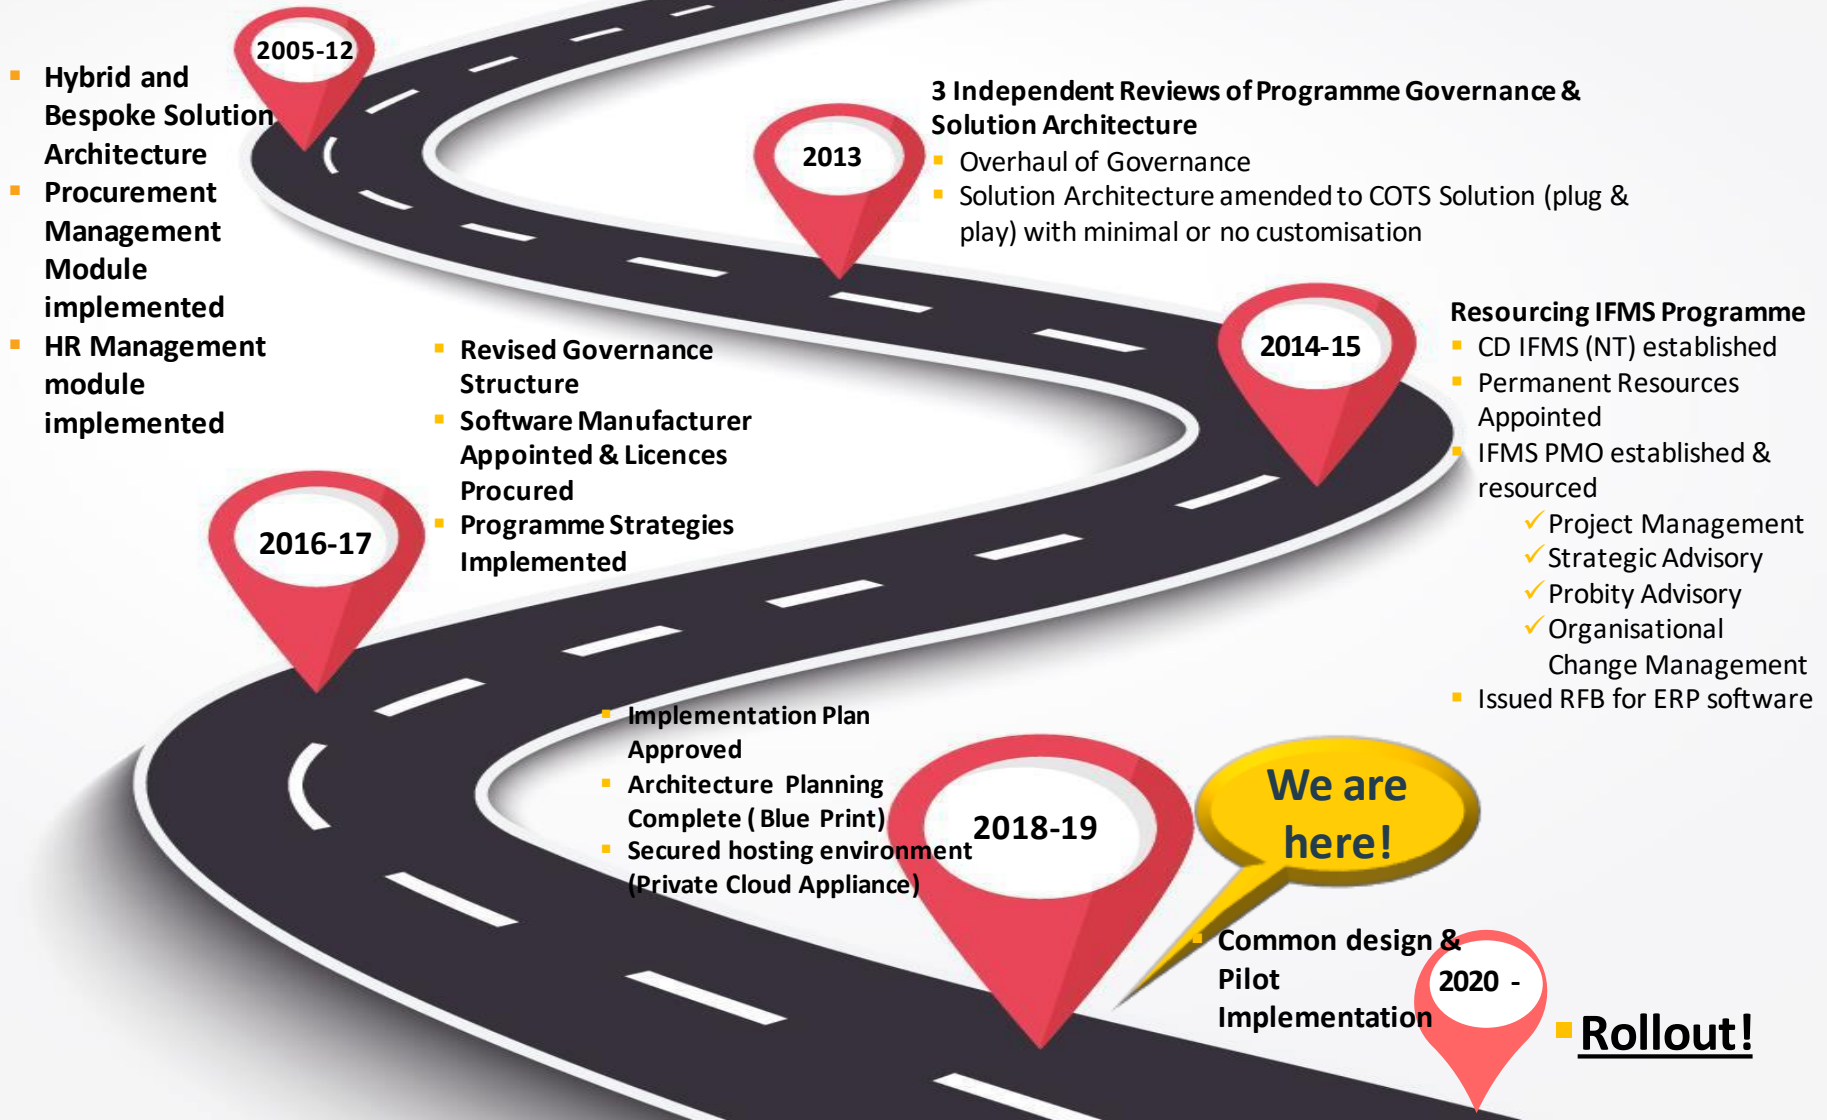 2005-12
▪ Hybrid and
Bespoke Solution
Architecture
▪ Procurement
Management
Module
implemented
▪ HR Management
module
implemented
2013
3 Independent Reviews of Programme Governance &
Solution Architecture
▪ Overhaul of Governance
▪ Solution Architecture amended to COTS Solution (plug &
play) with minimal or no customisation
2014-15
Resourcing IFMS Programme
▪ CD IFMS (NT) established
▪ Permanent Resources
Appointed
▪ IFMS PMO established &
resourced
✓ Project Management
✓ Strategic Advisory
✓ Probity Advisory
✓ Organisational
Change Management
▪ Issued RFB for ERP software
2016-17
▪ Revised Governance
Structure
▪ Software Manufacturer
Appointed & Licences
Procured
▪ Programme Strategies
Implemented
2018-19
▪ Implementation Plan
Approved
▪ Architecture Planning
Complete ( Blue Print)
▪ Secured hosting environment
(Private Cloud Appliance)
We are
here!
▪ Common design &
Pilot
Implementation
2020 -
▪ Rollout!